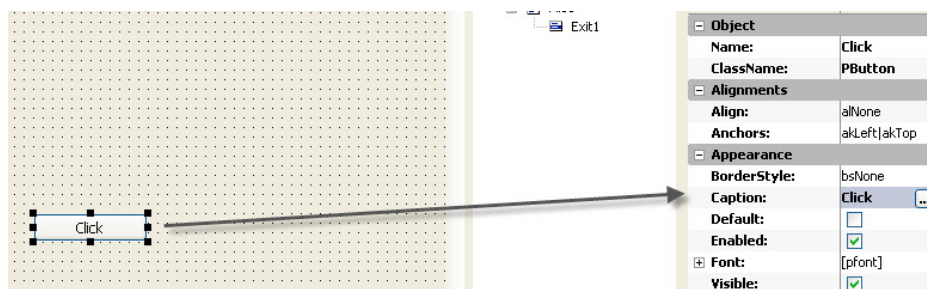 Click
Exit1
Object
Name: Click
ClassName: PButton
Alignments
Align: alNone
Anchors: akLeft|akTop
Appearance
BorderStyle: bsNone
Caption: Click ...
Default:
Enabled:
Font: [pfont]
Visible: